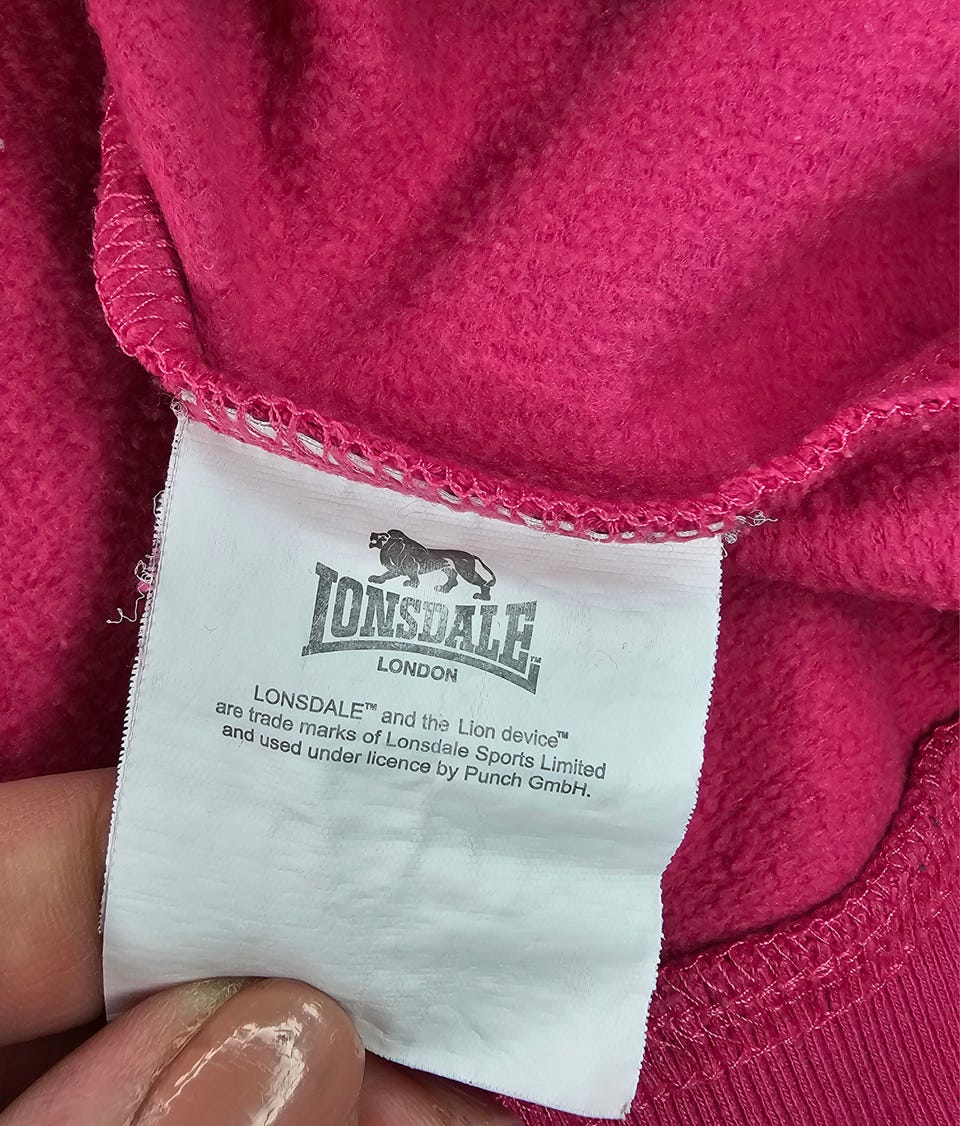 LONSDALE™
LONDON
LONSDALE™ and the Lion device™
are trade marks of Lonsdale Sports Limited
and used under licence by Punch GmbH.